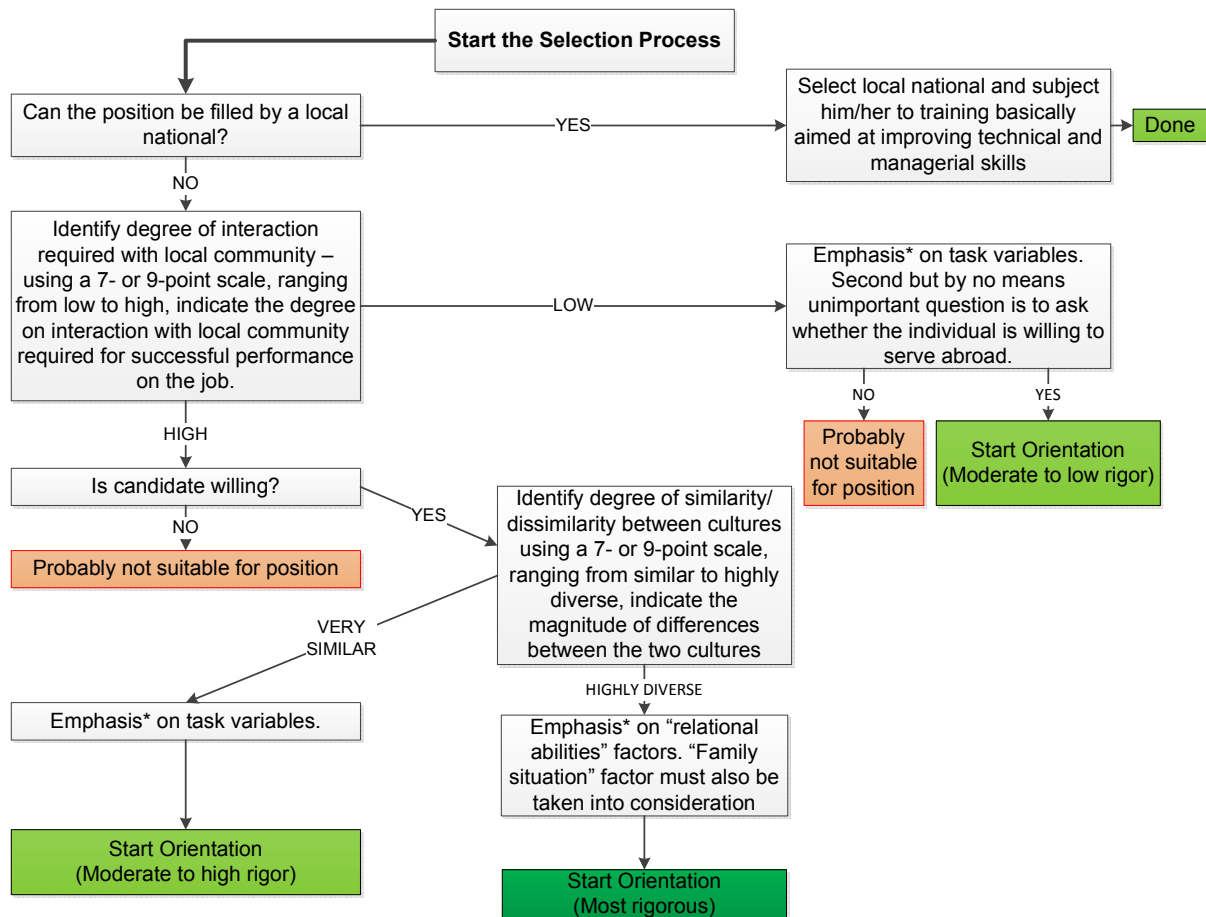 Start the Selection Process
Can the position be filled by a local
national?
YES
Select local national and subject
him/her to training basically
aimed at improving technical and
managerial skills
Done
NO
Identify degree of interaction
required with local community –
using a 7- or 9-point scale, ranging
from low to high, indicate the degree
on interaction with local community
required for successful performance
on the job.
LOW
Emphasis* on task variables.
Second but by no means
unimportant question is to ask
whether the individual is willing to
serve abroad.
NO
YES
Probably
not suitable
for position
Start Orientation
(Moderate to low rigor)
HIGH
Is candidate willing?
YES
NO
Probably not suitable for position
Identify degree of similarity/
dissimilarity between cultures
using a 7- or 9-point scale,
ranging from similar to highly
diverse, indicate the
magnitude of differences
between the two cultures
VERY
SIMILAR
HIGHLY DIVERSE
Emphasis* on task variables.
Emphasis* on “relational
abilities” factors. “Family
situation” factor must also be
taken into consideration
Start Orientation
(Moderate to high rigor)
Start Orientation
(Most rigorous)